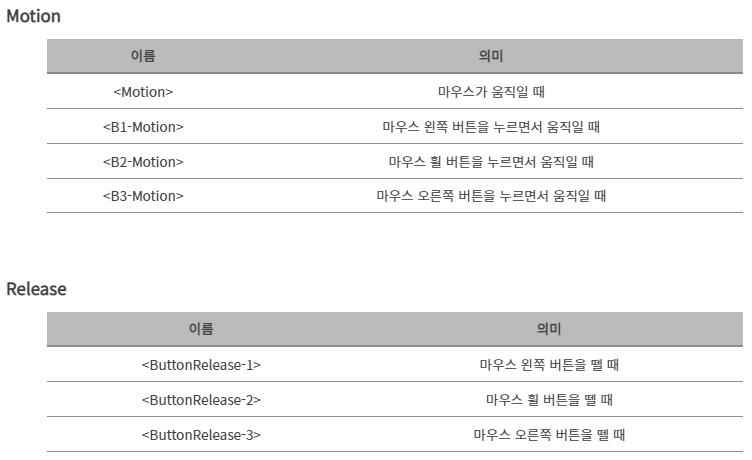 Motion
이름 의미
<Motion> 마우스가 움직일 때
<B1-Motion> 마우스 왼쪽 버튼을 누르면서 움직일 때
<B2-Motion> 마우스 휠 버튼을 누르면서 움직일 때
<B3-Motion> 마우스 오른쪽 버튼을 누르면서 움직일 때
Release
이름 의미
<ButtonRelease-1> 마우스 왼쪽 버튼을 뗄 때
<ButtonRelease-2> 마우스 휠 버튼을 뗄 때
<ButtonRelease-3> 마우스 오른쪽 버튼을 뗄 때